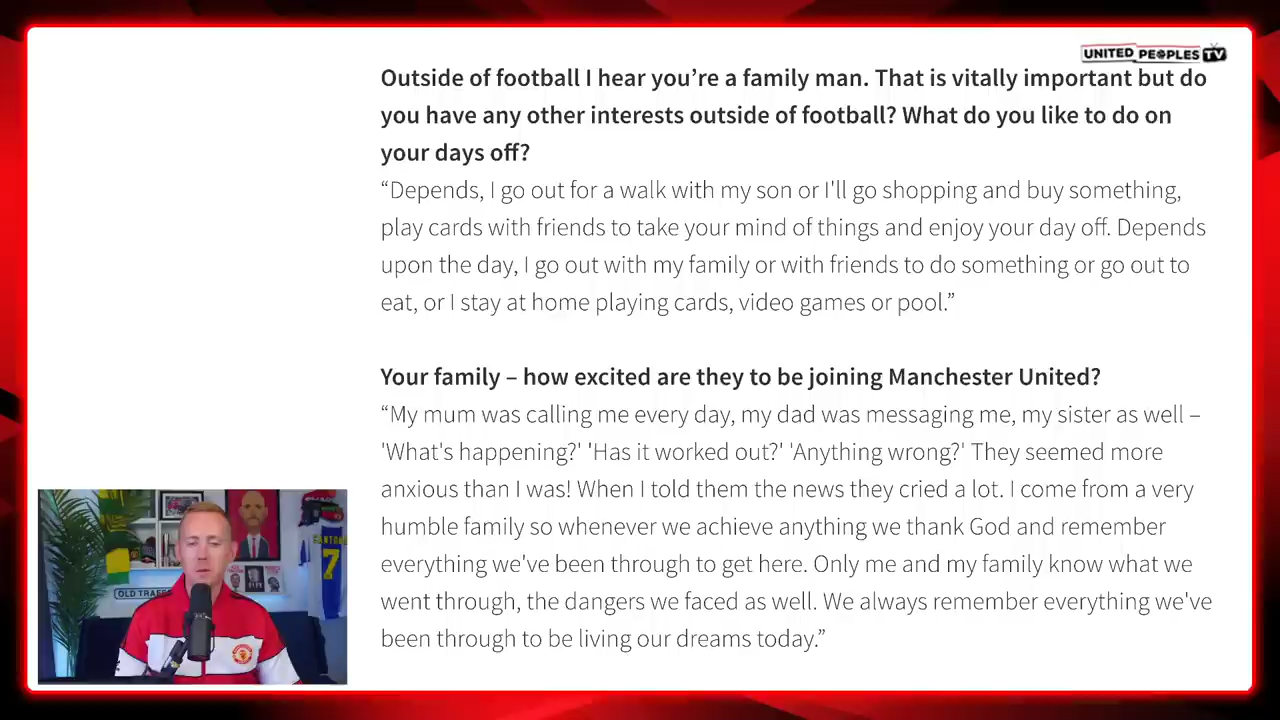 UNITED PEOPLES TV
Outside of football I hear you’re a family man. That is vitally important but do
you have any other interests outside of football? What do you like to do on
your days off?
“Depends, I go out for a walk with my son or I'll go shopping and buy something,
play cards with friends to take your mind of things and enjoy your day off. Depends
upon the day, I go out with my family or with friends to do something or go out to
eat, or I stay at home playing cards, video games or pool.”
Your family – how excited are they to be joining Manchester United?
“My mum was calling me every day, my dad was messaging me, my sister as well –
'What's happening?' 'Has it worked out?' 'Anything wrong?' They seemed more
anxious than I was! When I told them the news they cried a lot. I come from a very
humble family so whenever we achieve anything we thank God and remember
everything we've been through to get here. Only me and my family know what we
went through, the dangers we faced as well. We always remember everything we've
been through to be living our dreams today.”
OLD TRAFF
7